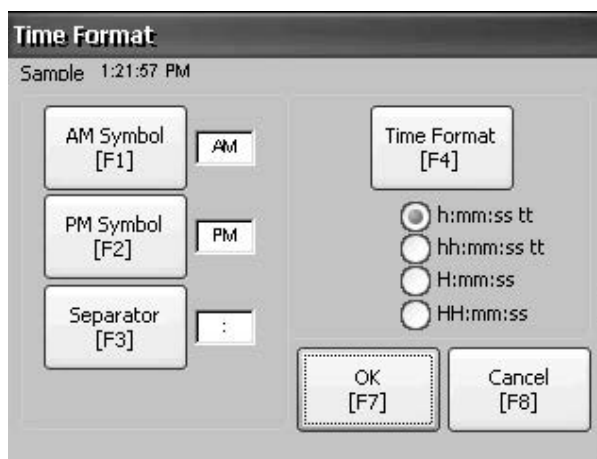 Time Format
Sample 1:21:57 PM
AM Symbol
[F1]
AM
PM Symbol
[F2]
PM
Separator
[F3]
:
Time Format
[F4]
h:mm:ss tt
hh:mm:ss tt
H:mm:ss
HH:mm:ss
OK
[F7]
Cancel
[F8]